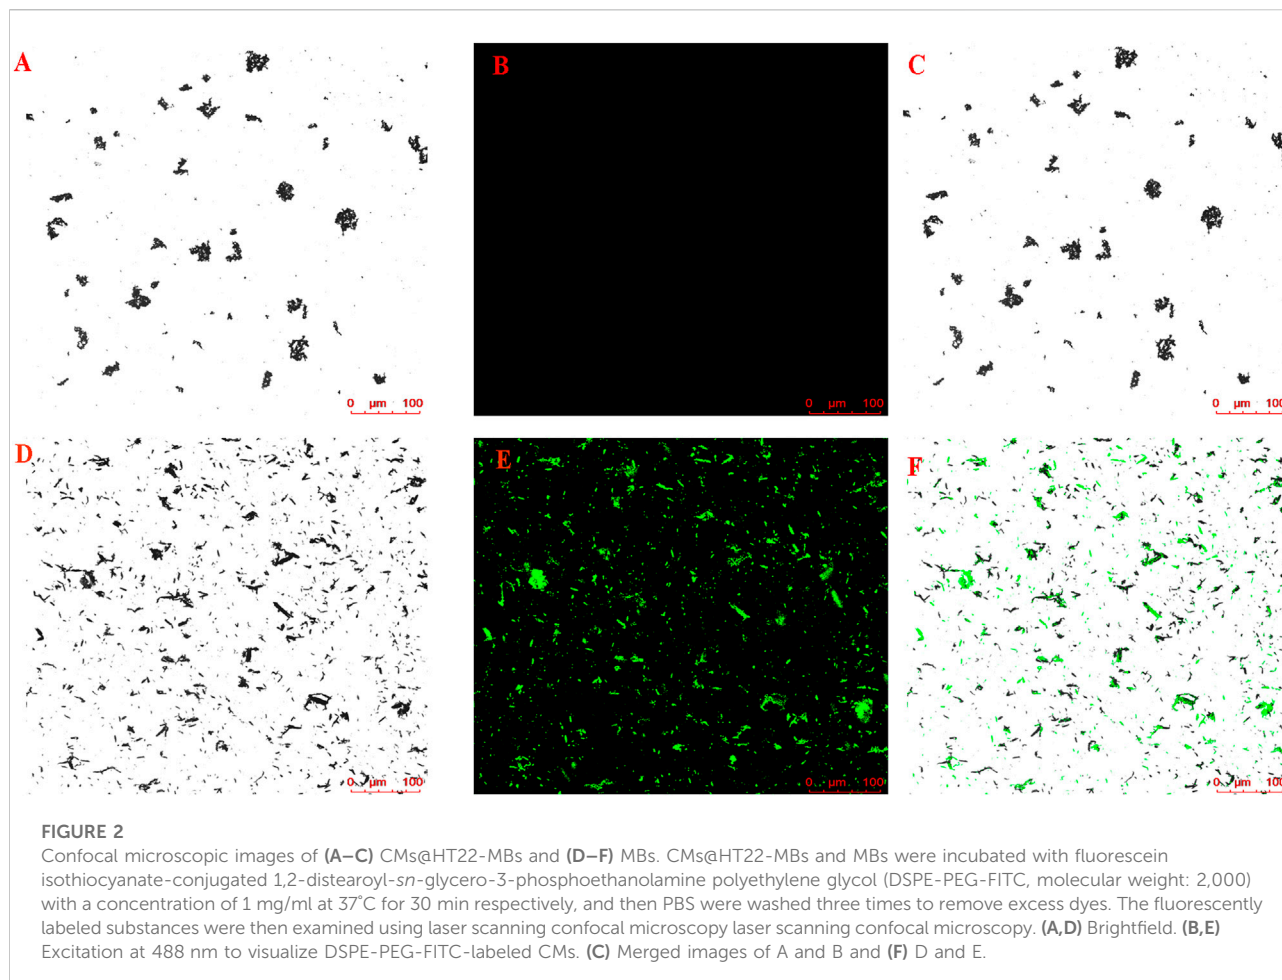 A
B
C
0 µm 100
0 µm 100
0 µm 100
D
E
F
0 µm 100
0 µm 100
0 µm 100
FIGURE 2
Confocal microscopic images of (A–C) CMs@HT22-MBs and (D–F) MBs. CMs@HT22-MBs and MBs were incubated with fluorescein
isothiocyanate-conjugated 1,2-distearoyl-sn-glycero-3-phosphoethanolamine polyethylene glycol (DSPE-PEG-FITC, molecular weight: 2,000)
with a concentration of 1 mg/ml at 37°C for 30 min respectively, and then PBS were washed three times to remove excess dyes. The fluorescently
labeled substances were then examined using laser scanning confocal microscopy laser scanning confocal microscopy. (A,D) Brightfield. (B,E)
Excitation at 488 nm to visualize DSPE-PEG-FITC-labeled CMs. (C) Merged images of A and B and (F) D and E.